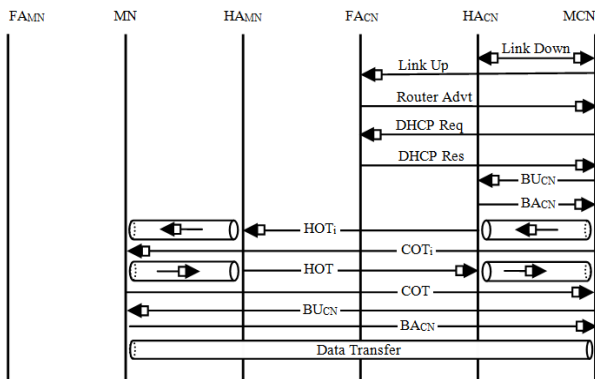 FAMN MN HAMN FACN HACN MCN
Link Down
Link Up
Router Advt
DHCP Req
DHCP Res
BUCN
BACN
HOTi
COTi
HOT
COT
BUCN
BACN
Data Transfer